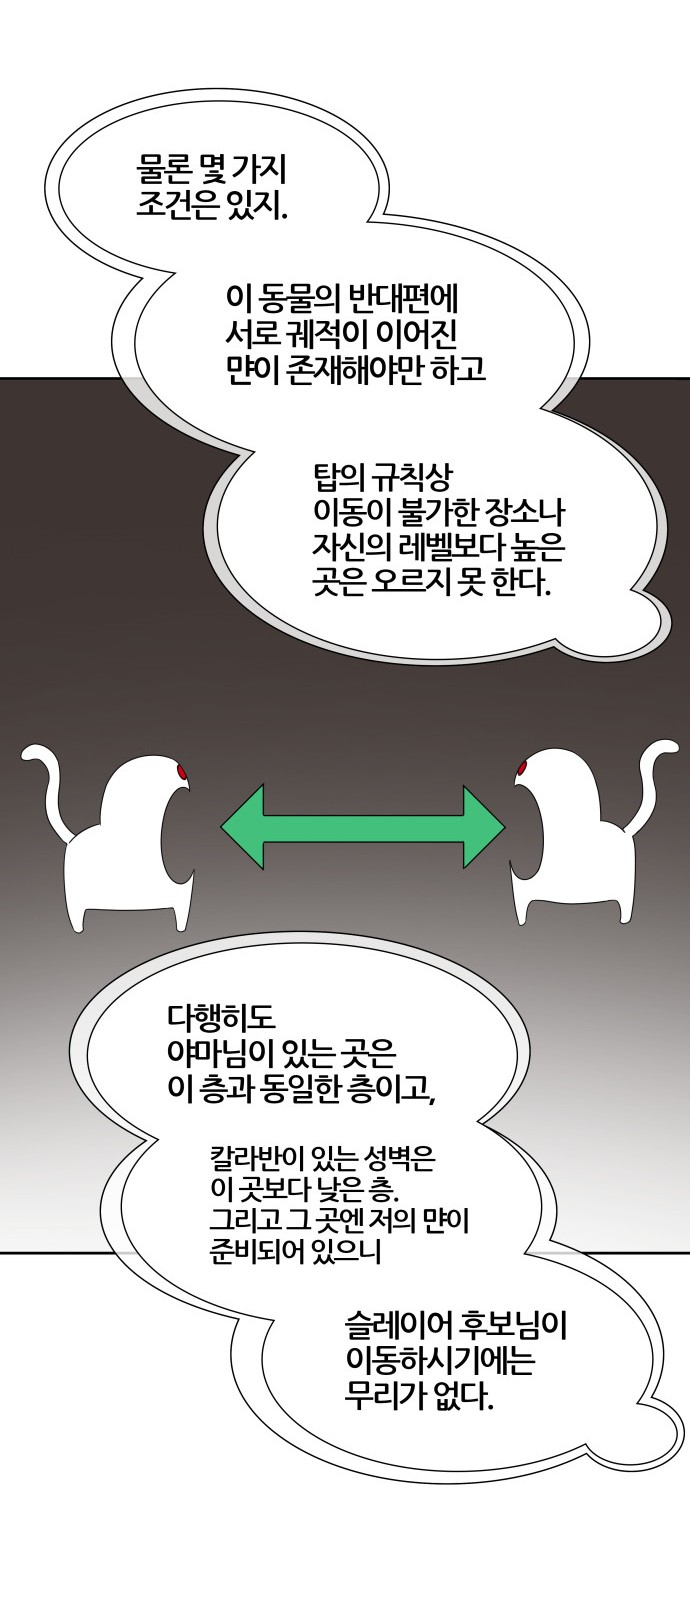 물론 몇 가지
조건은 있지.
이 동물의 반대편에
서로 궤적이 이어진
먄이 존재해야만 하고
탑의 규칙상
이동이 불가한 장소나
자신의 레벨보다 높은
곳은 오르지 못 한다.
다행히도
야마님이 있는 곳은
이 층과 동일한 층이고,
칼라반이 있는 성벽은
이 곳보다 낮은 층.
그리고 그 곳엔 저의 먄이
준비되어 있으니
슬레이어 후보님이
이동하시기에는
무리가 없다.